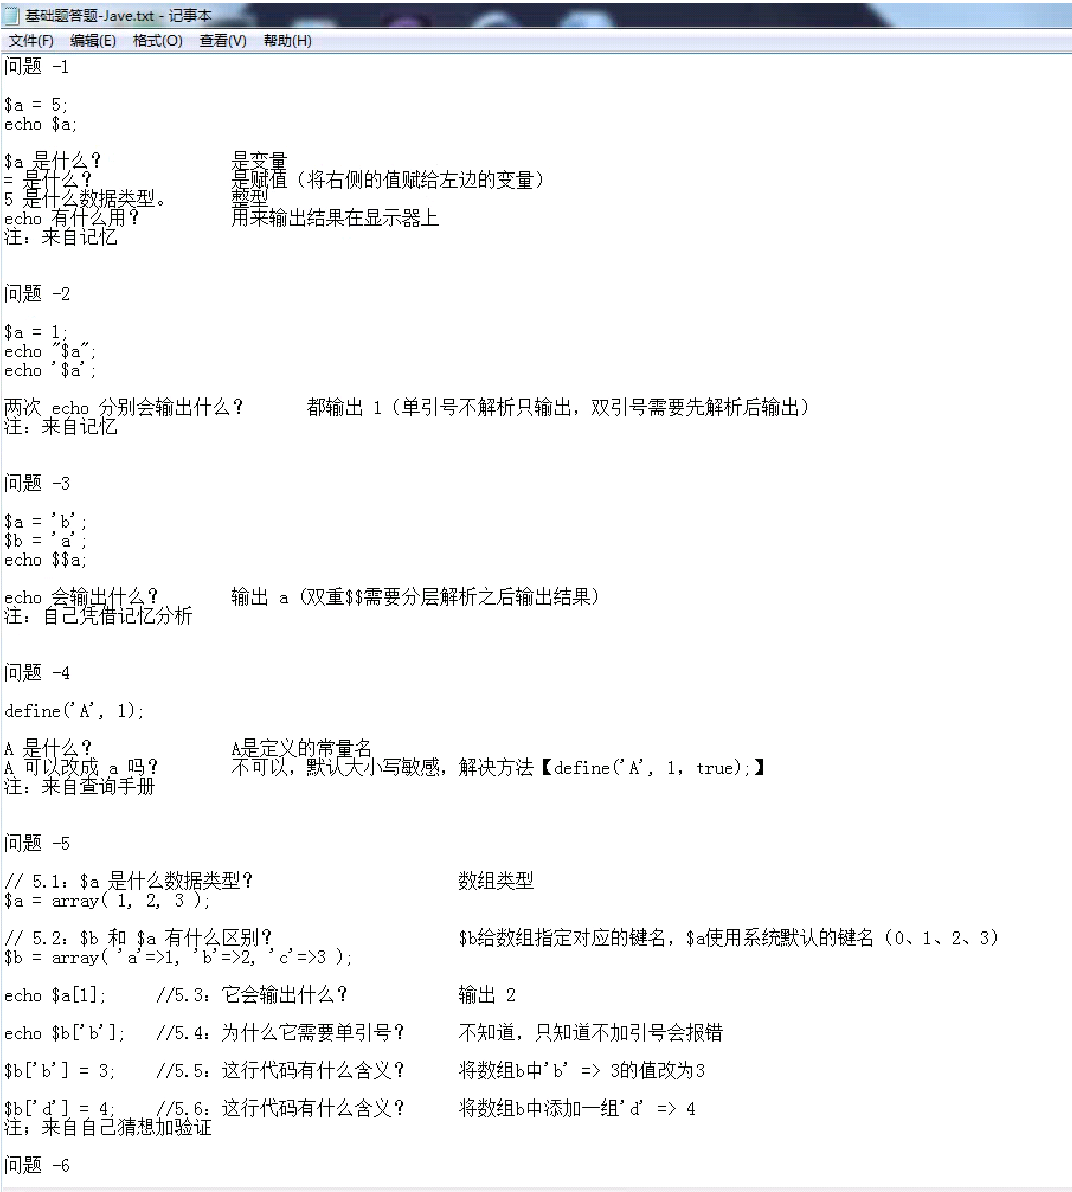 基础题答题-Jave.txt - 记事本
文件(F) 编辑(E) 格式(O) 查看(V) 帮助(H)
问题 -1
$a = 5;
echo $a;
$a 是什么? 是变量
= 是什么? 是赋值（将右侧的值赋给左边的变量）
5 是什么数据类型。 整型
echo 有什么用? 用来输出结果在显示器上
注: 来自记忆
问题 -2
$a = 1;
echo "$a";
echo '$a';
两次 echo 分别会输出什么? 都输出 1（单引号不解析只输出，双引号需要先解析后输出）
注: 来自记忆
问题 -3
$a = 'b';
$b = 'a';
echo $$a;
echo 会输出什么? 输出 a（双重$$需要分层解析之后输出结果）
注: 自己凭借记忆分析
问题 -4
define('A', 1);
A 是什么? A是定义的常量名
A 可以改成 a 吗? 不可以，默认大小写敏感，解决方法【define('A', 1，true);】
注: 来自查询手册
问题 -5
// 5.1: $a 是什么数据类型? 数组类型
$a = array( 1, 2, 3 );
// 5.2: $b 和 $a 有什么区别? $b给数组指定对应的键名，$a使用系统默认的键名（0、1、2、3）
$b = array( 'a'=>1, 'b'=>2, 'c'=>3 );
echo $a[1]; //5.3: 它会输出什么? 输出 2
echo $b['b']; //5.4: 为什么它需要单引号? 不知道，只知道不加引号会报错
$b['b'] = 3; //5.5: 这行代码有什么含义? 将数组b中'b' => 3的值改为3
$b['d'] = 4; //5.6: 这行代码有什么含义? 将数组b中添加一组'd' => 4
注; 来自自己猜想加验证
问题 -6